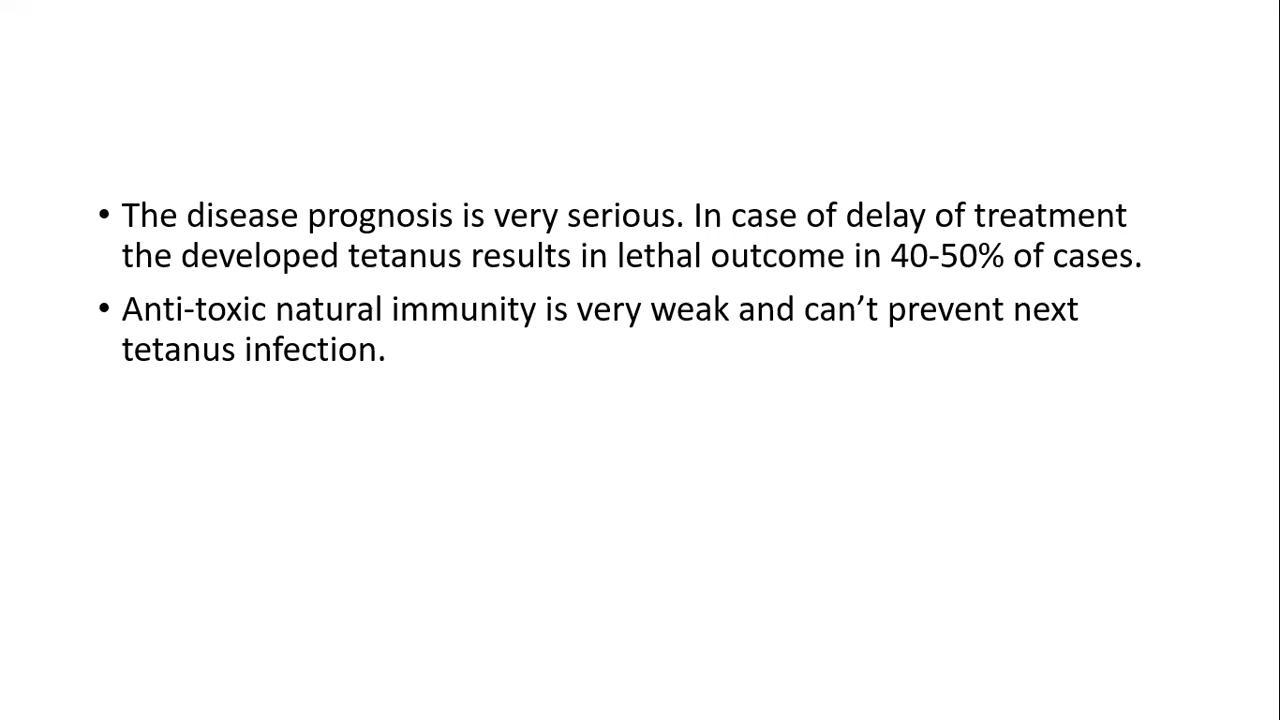 • The disease prognosis is very serious. In case of delay of treatment
the developed tetanus results in lethal outcome in 40-50% of cases.
• Anti-toxic natural immunity is very weak and can’t prevent next
tetanus infection.